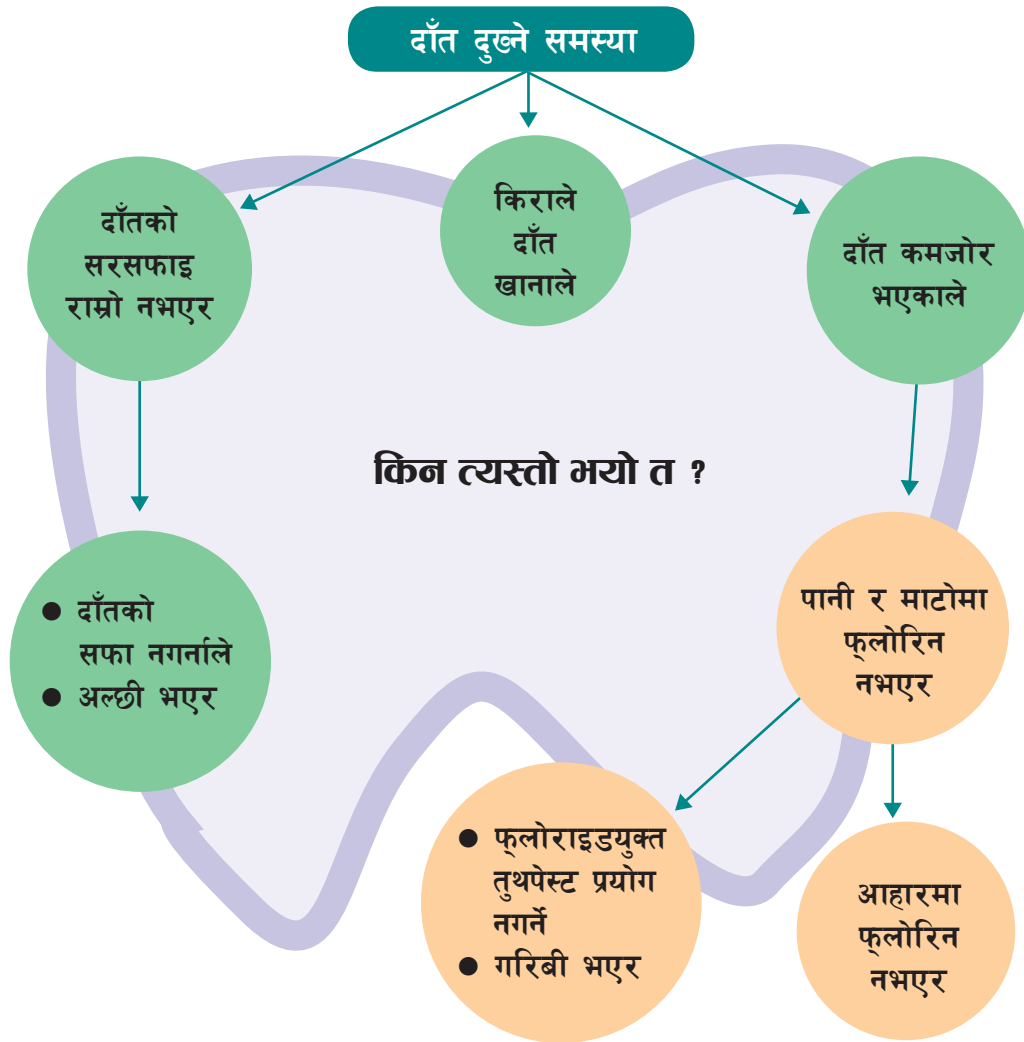 दाँत दुख्ने समस्या
दाँतको
सरसफाइ
राम्रो नभएर
किराले
दाँत
खानाले
दाँत कमजोर
भएकाले
किन त्यस्तो भयो त ?
● दाँतको
सफा नगर्नाले
● अल्छी भएर
पानी र माटोमा
फ्लोरिन
नभएर
● फ्लोराइडयुक्त
तुथपेस्ट प्रयोग
नगर्ने
● गरिबी भएर
आहारमा
फ्लोरिन
नभएर